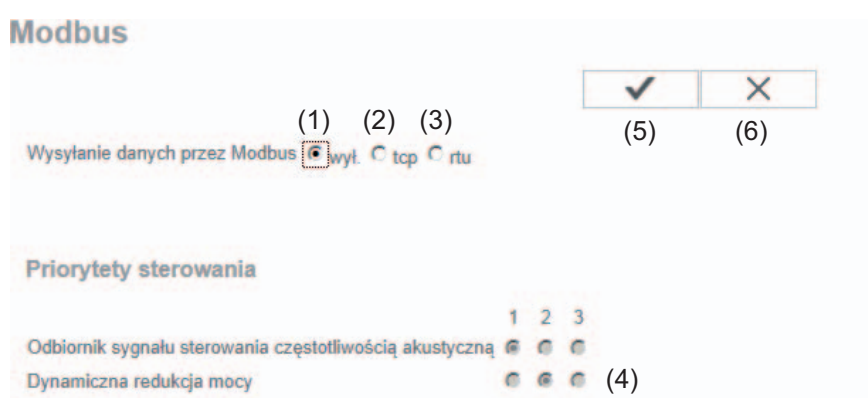 Modbus
(5) (6)
(1) (2) (3)
Wysyłanie danych przez Modbus wył. tcp rtu
Priorytety sterowania
1 2 3
Odbiornik sygnału sterowania częstotliwością akustyczną
Dynamiczna redukcja mocy (4)